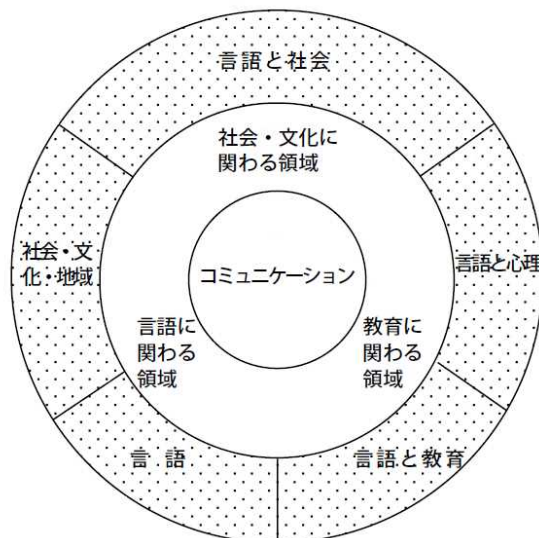 言語と社会
社会・文化に
関わる領域
社会・文
化・地域
コミュニケーション
言語と心理
言語に
関わる
領域
教育に
関わる
領域
言語
言語と教育